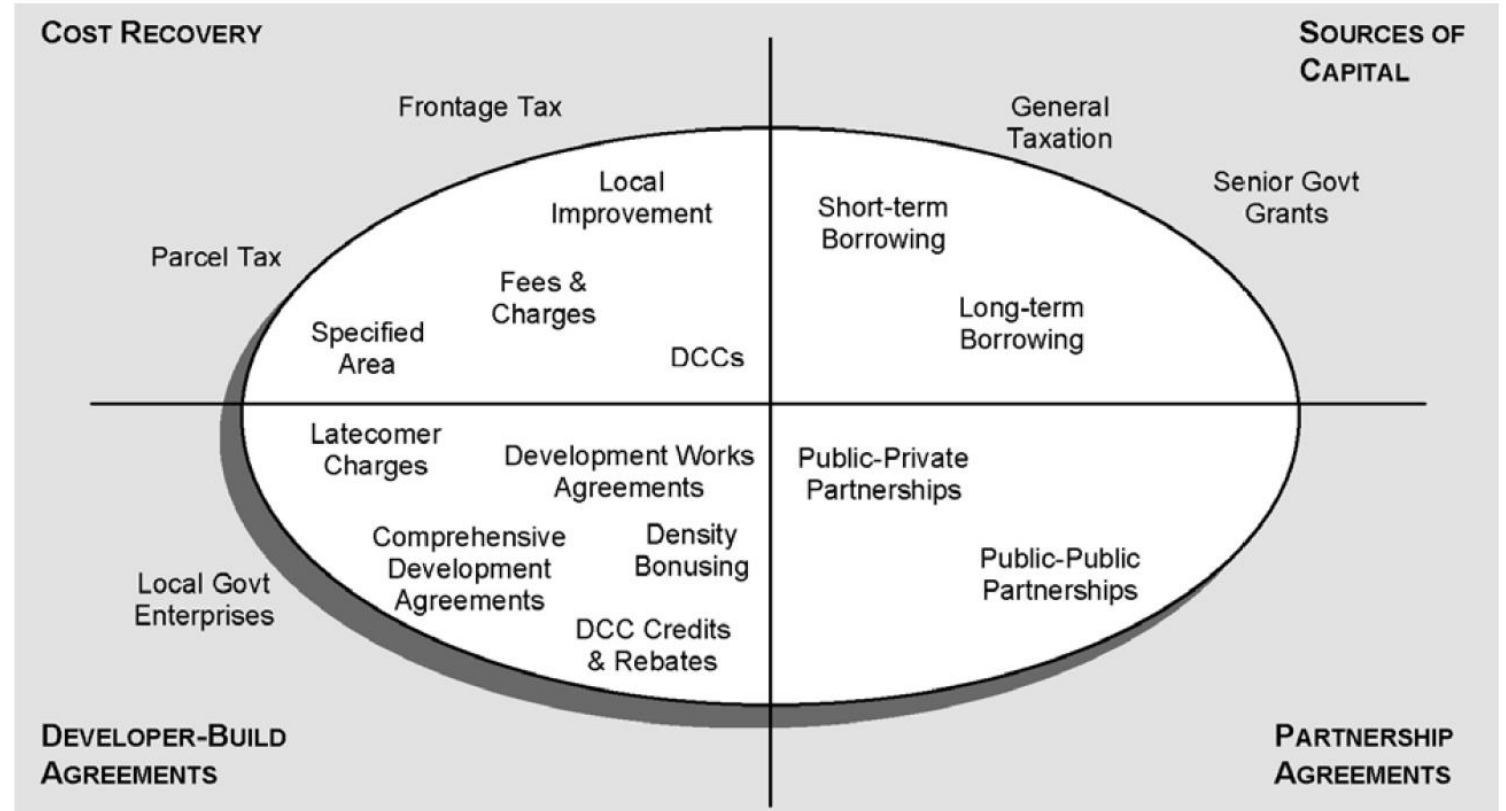 COST RECOVERY
SOURCES OF
CAPITAL
Frontage Tax
General
Taxation
Senior Govt
Grants
Local
Improvement
Short-term
Borrowing
Parcel Tax
Fees &
Charges
Long-term
Borrowing
Specified
Area
DCCs
Latecomer
Charges
Development Works
Agreements
Public-Private
Partnerships
Comprehensive
Development
Agreements
Density
Bonusing
Public-Public
Partnerships
Local Govt
Enterprises
DCC Credits
& Rebates
DEVELOPER-BUILD
AGREEMENTS
PARTNERSHIP
AGREEMENTS